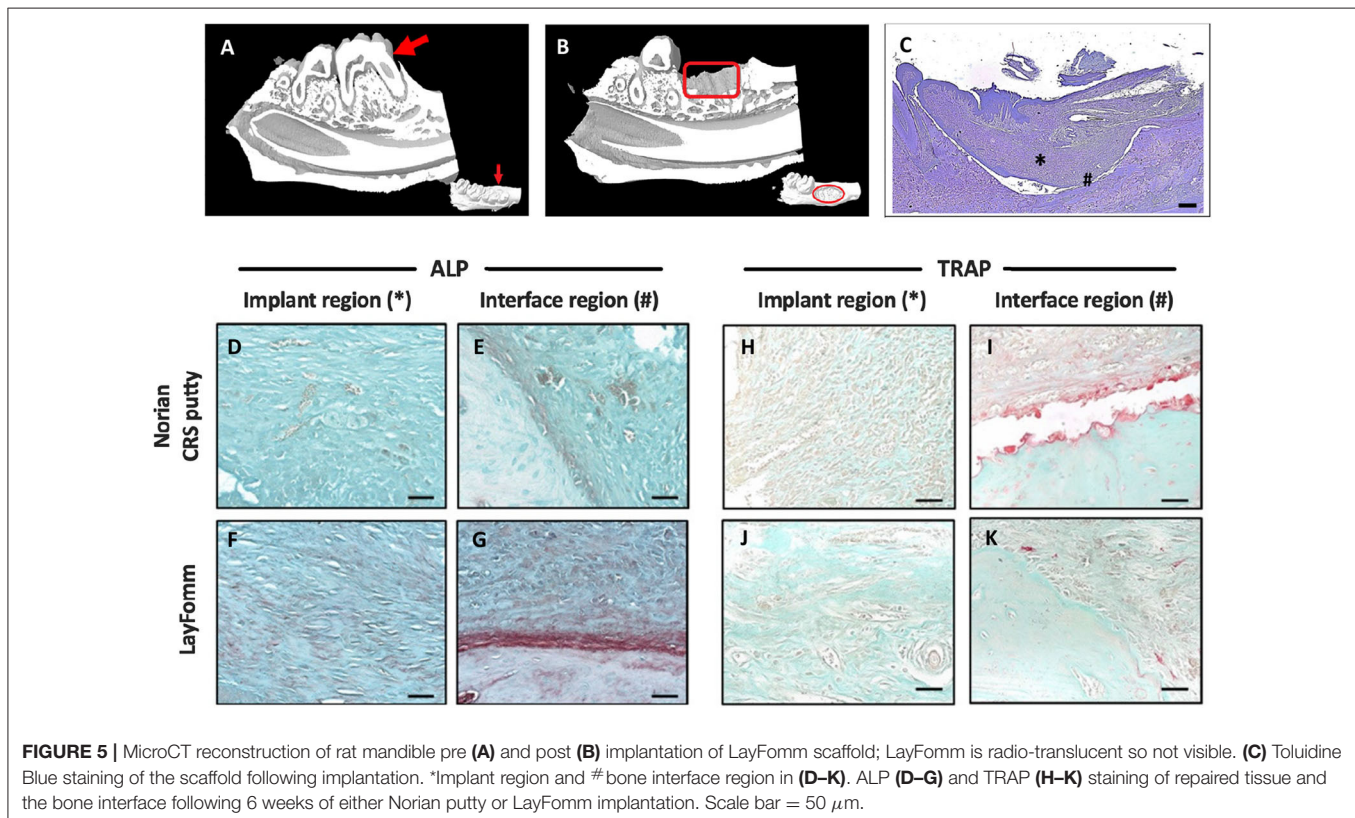 A
B
C
*
#
ALP
TRAP
Implant region (*)
Interface region (#)
Implant region (*)
Interface region (#)
Norian
CRS putty
D
E
H
I
LayFomm
F
G
J
K
FIGURE 5 | MicroCT reconstruction of rat mandible pre (A) and post (B) implantation of LayFomm scaffold; LayFomm is radio-translucent so not visible. (C) Toluidine
Blue staining of the scaffold following implantation. *Implant region and #bone interface region in (D–K). ALP (D–G) and TRAP (H–K) staining of repaired tissue and
the bone interface following 6 weeks of either Norian putty or LayFomm implantation. Scale bar = 50 μm.